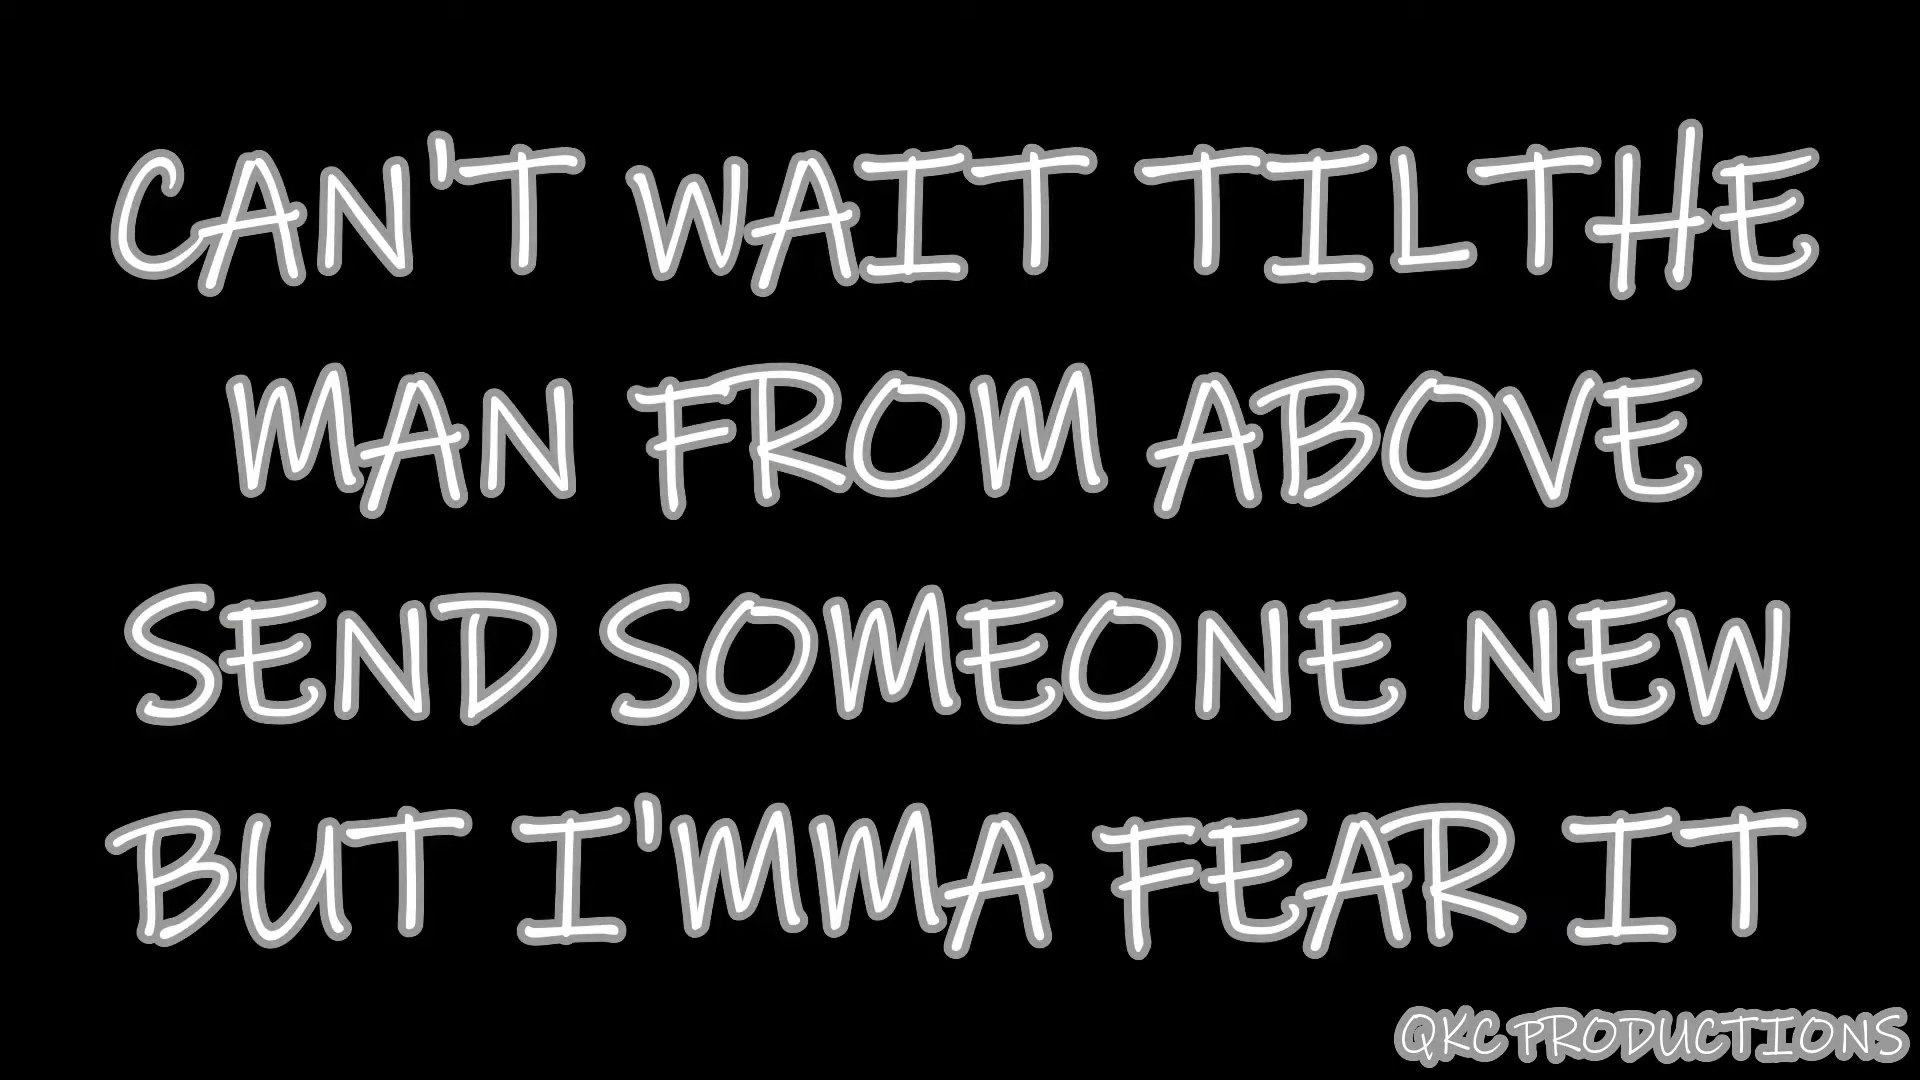 CAN'T WAIT TILTHE
MAN FROM ABOVE
SEND SOMEONE NEW
BUT I'MMA FEAR IT
QKC PRODUCTIONS